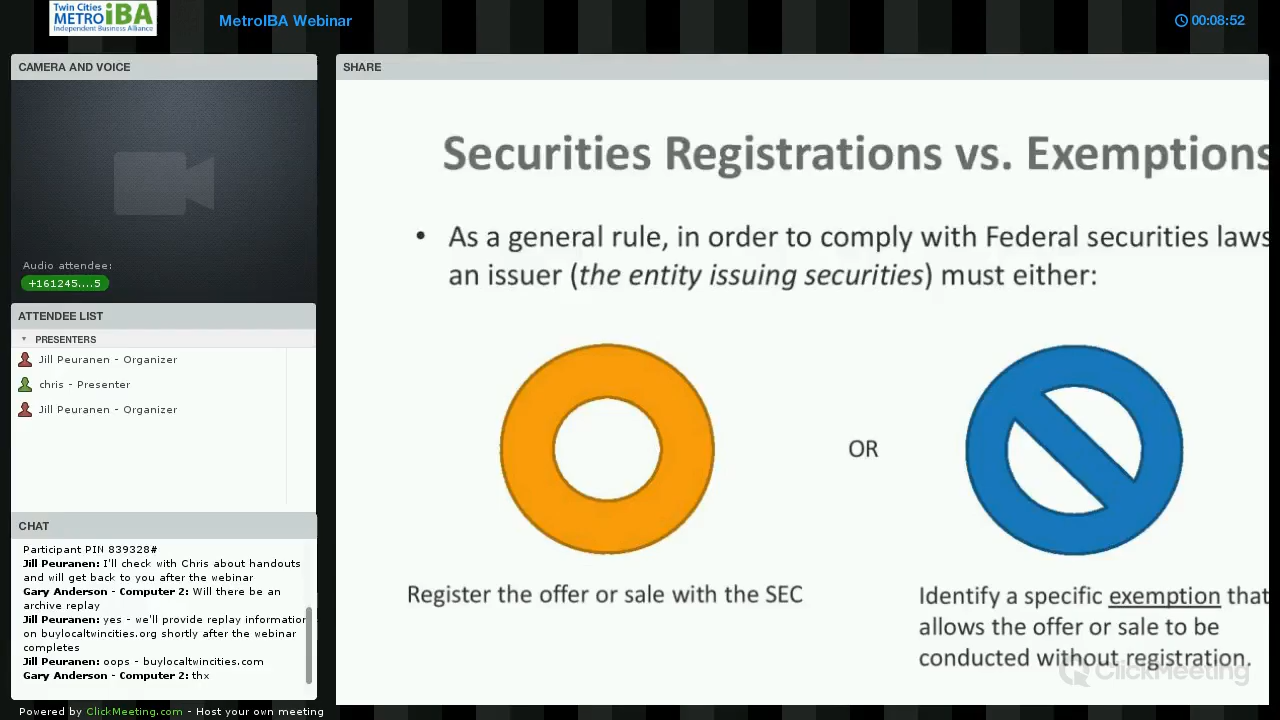 Twin Cities
METRO IBA
Independent Business Alliance
MetroIBA Webinar
00:08:52
CAMERA AND VOICE
Audio attendee:
+161245....5
ATTENDEE LIST
PRESENTERS
Jill Peuranen - Organizer
chris - Presenter
Jill Peuranen - Organizer
CHAT
Participant PIN 839328#
Jill Peuranen: I'll check with Chris about handouts
and will get back to you after the webinar
Gary Anderson - Computer 2: Will there be an
archive replay
Jill Peuranen: yes - we'll provide replay information
on buylocaltwincities.org shortly after the webinar
completes
Jill Peuranen: oops - buylocaltwincities.com
Gary Anderson - Computer 2: thx
Powered by ClickMeeting.com - Host your own meeting
SHARE
Securities Registrations vs. Exemptions
• As a general rule, in order to comply with Federal securities laws
an issuer (the entity issuing securities) must either:
OR
Register the offer or sale with the SEC
Identify a specific exemption that
allows the offer or sale to be
conducted without registration.
ClickMeeting